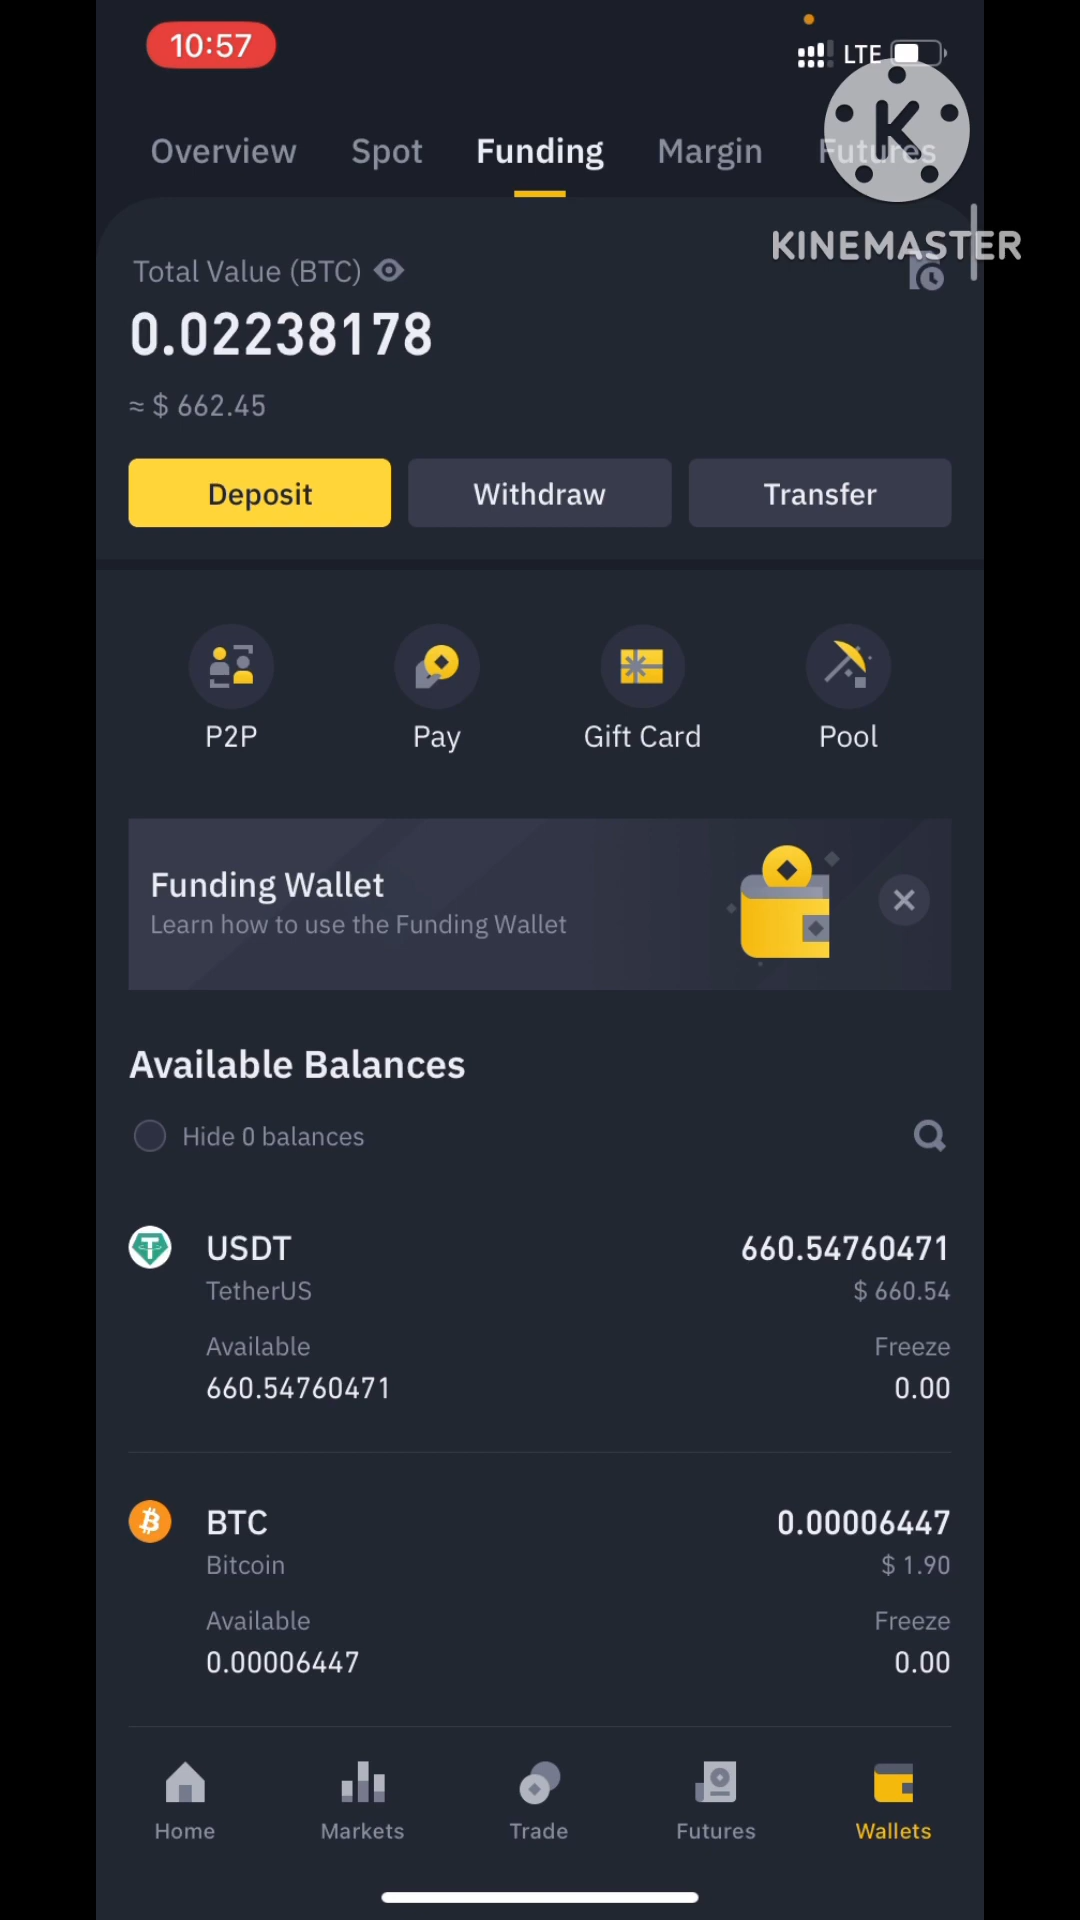 10:57
LTE
K
KINEMASTER
Overview Spot Funding Margin Futures
Total Value (BTC)
0.02238178
≈ $ 662.45
Deposit Withdraw Transfer
P2P Pay Gift Card Pool
Funding Wallet
Learn how to use the Funding Wallet
Available Balances
Hide 0 balances
USDT 660.54760471
TetherUS $ 660.54
Available Freeze
660.54760471 0.00
BTC 0.00006447
Bitcoin $ 1.90
Available Freeze
0.00006447 0.00
Home Markets Trade Futures Wallets